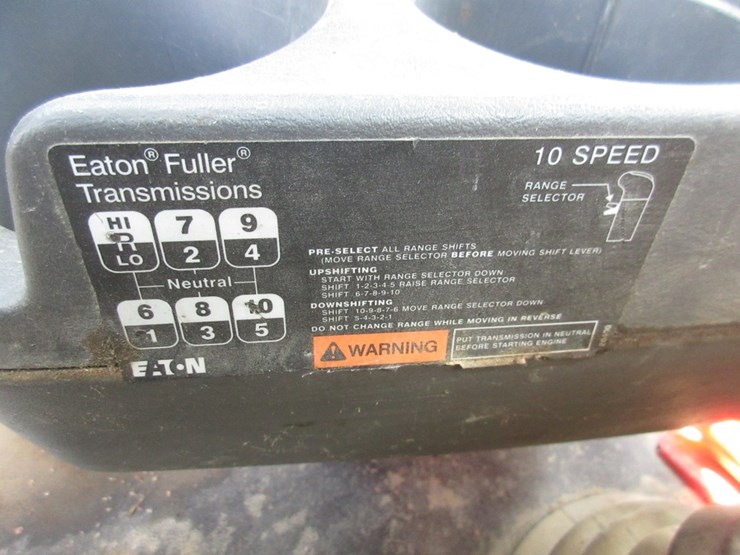 Eaton® Fuller®
Transmissions
10 SPEED
RANGE
SELECTOR
HI 7 9
R
LO 2 4
Neutral
6 8 10
1 3 5
PRE-SELECT ALL RANGE SHIFTS
(MOVE RANGE SELECTOR BEFORE MOVING SHIFT LEVER)
UPSHIFTING
START WITH RANGE SELECTOR DOWN
SHIFT 1-2-3-4-5 RAISE RANGE SELECTOR
SHIFT 6-7-8-9-10
DOWNSHIFTING
SHIFT 10-9-8-7-6 MOVE RANGE SELECTOR DOWN
SHIFT 5-4-3-2-1
DO NOT CHANGE RANGE WHILE MOVING IN REVERSE
WARNING
PUT TRANSMISSION IN NEUTRAL
BEFORE STARTING ENGINE
EAT•N